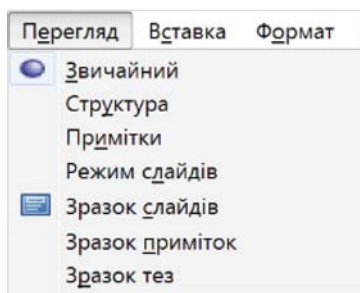 Перегляд Вставка Формат
Звичайний
Структура
Примітки
Режим слайдів
Зразок слайдів
Зразок приміток
Зразок тез